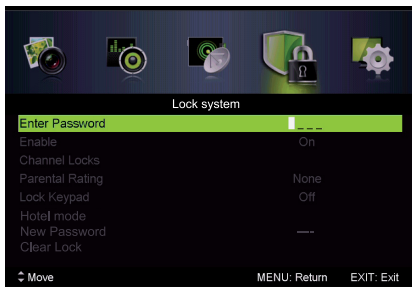 Lock system
Enter Password _ _ _
Enable On
Channel Locks
Parental Rating None
Lock Keypad Off
Hotel mode
New Password ----
Clear Lock
Move MENU: Return EXIT: Exit